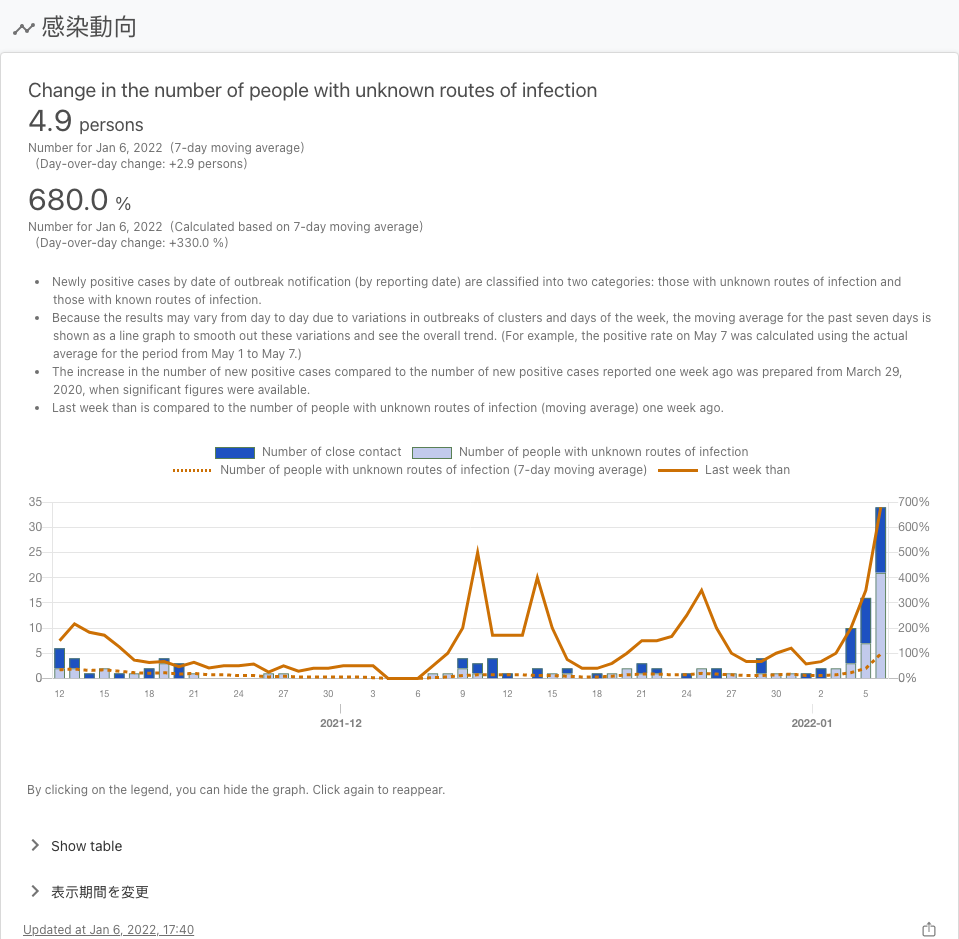 感染動向
Change in the number of people with unknown routes of infection
4.9 persons
Number for Jan 6, 2022 (7-day moving average)
(Day-over-day change: +2.9 persons)
680.0 %
Number for Jan 6, 2022 (Calculated based on 7-day moving average)
(Day-over-day change: +330.0 %)
• Newly positive cases by date of outbreak notification (by reporting date) are classified into two categories: those with unknown routes of infection and
those with known routes of infection.
• Because the results may vary from day to day due to variations in outbreaks of clusters and days of the week, the moving average for the past seven days is
shown as a line graph to smooth out these variations and see the overall trend. (For example, the positive rate on May 7 was calculated using the actual
average for the period from May 1 to May 7.)
• The increase in the number of new positive cases compared to the number of new positive cases reported one week ago was prepared from March 29,
2020, when significant figures were available.
• Last week than is compared to the number of people with unknown routes of infection (moving average) one week ago.
Number of close contact Number of people with unknown routes of infection
Number of people with unknown routes of infection (7-day moving average) Last week than
35 700%
30 600%
25 500%
20 400%
15 300%
10 200%
5 100%
0 0%
12 15 18 21 24 27 30 3 6 9 12 15 18 21 24 27 30 2 5
2021-12 2022-01
By clicking on the legend, you can hide the graph. Click again to reappear.
Show table
表示期間を変更
Updated at Jan 6, 2022, 17:40